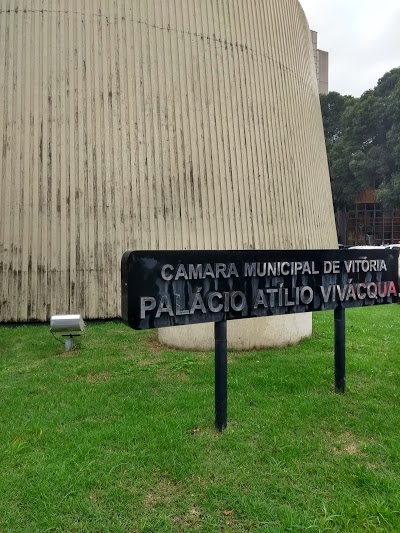 CAMARA MUNICIPAL DE VITÓRIA
PALÁCIO ATÍLIO VIVÁCQUA